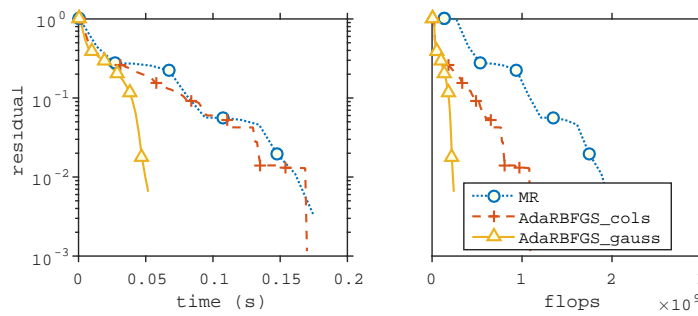 10^0
10^-1
10^-2
10^-3
residual
0 0.05 0.1 0.15 0.2
time (s)
MR
AdaRBFGS_cols
AdaRBFGS_gauss
0 1 2
flops